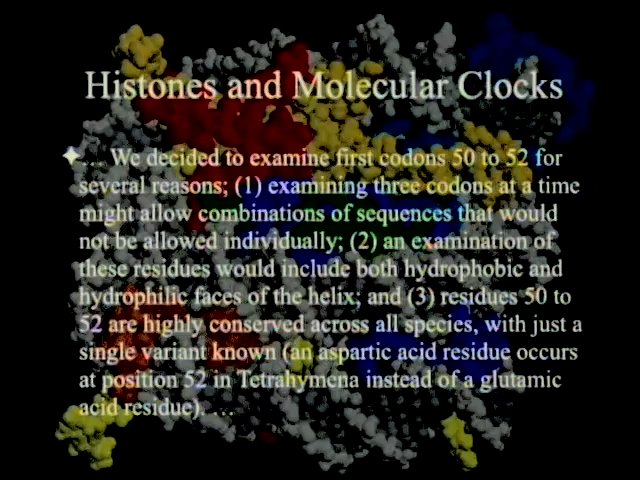 Histones and Molecular Clocks
… We decided to examine first codons 50 to 52 for
several reasons; (1) examining three codons at a time
might allow combinations of sequences that would
not be allowed individually; (2) an examination of
these residues would include both hydrophobic and
hydrophilic faces of the helix; and (3) residues 50 to
52 are highly conserved across all species, with just a
single variant known (an aspartic acid residue occurs
at position 52 in Tetrahymena instead of a glutamic
acid residue). …